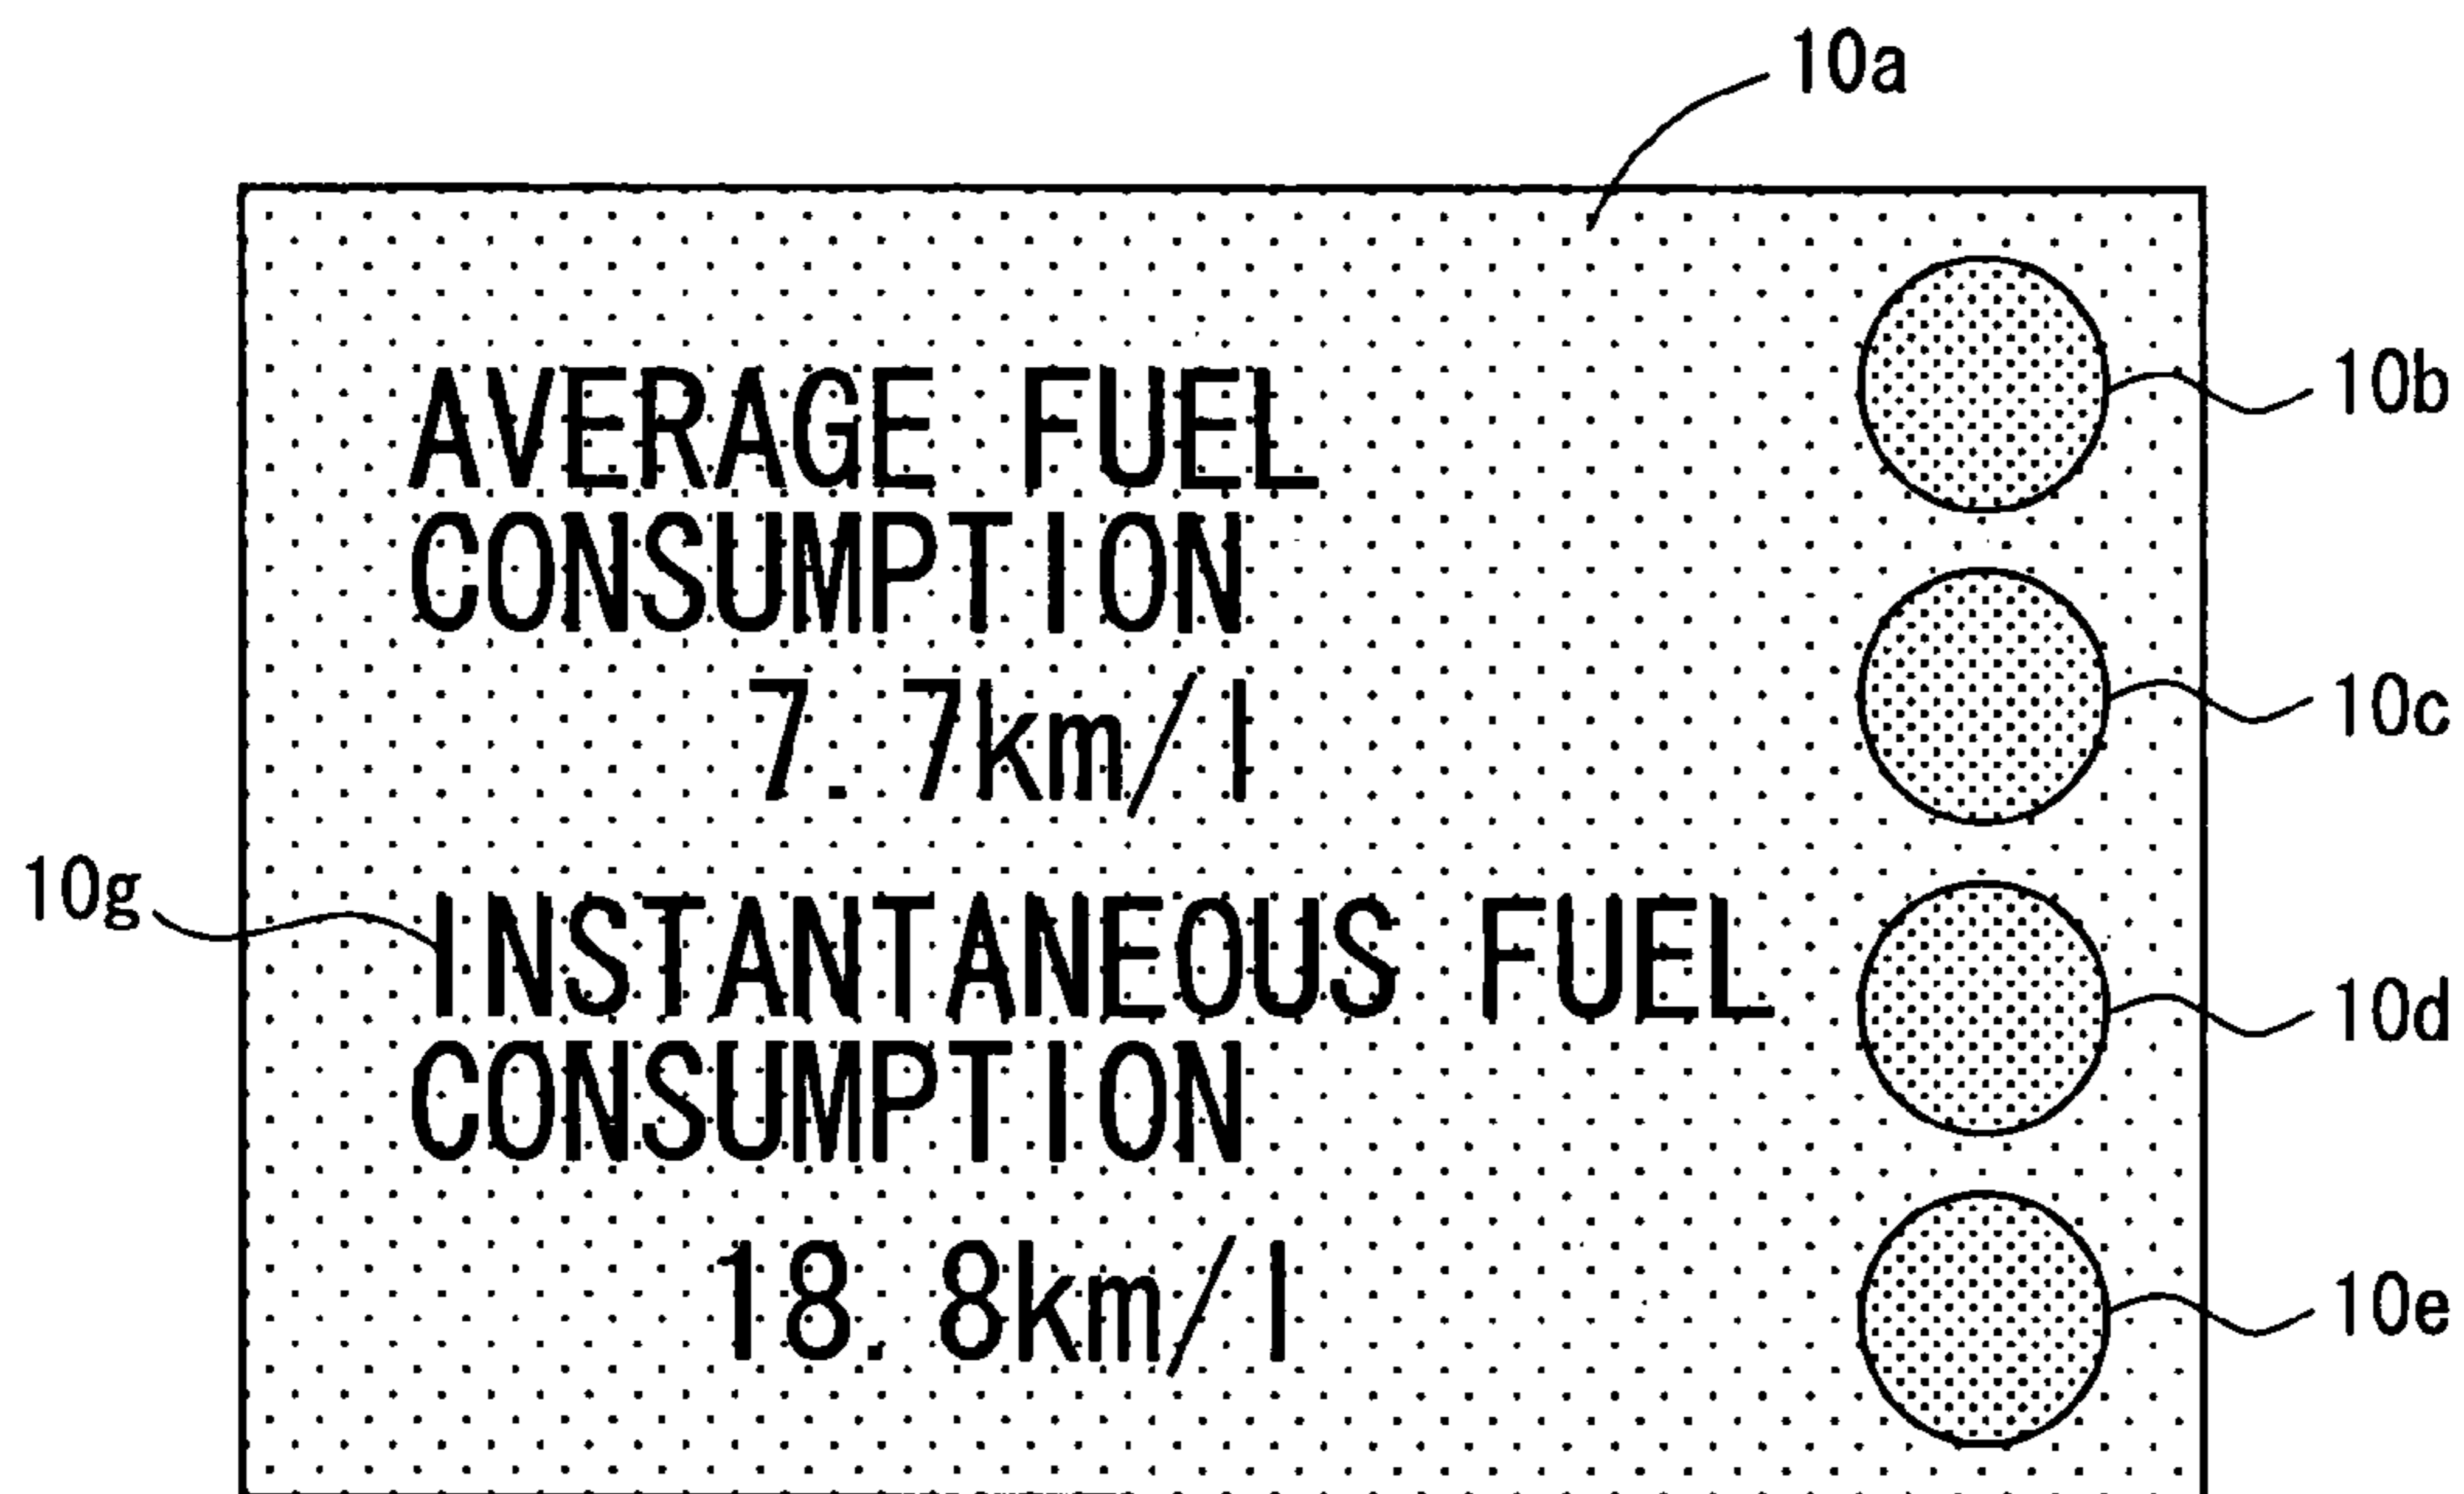 10a
10b
AVERAGE FUEL
CONSUMPTION
10c
7.7km/l
10g
INSTANTANEOUS FUEL
10d
CONSUMPTION
18.8km/l
10e